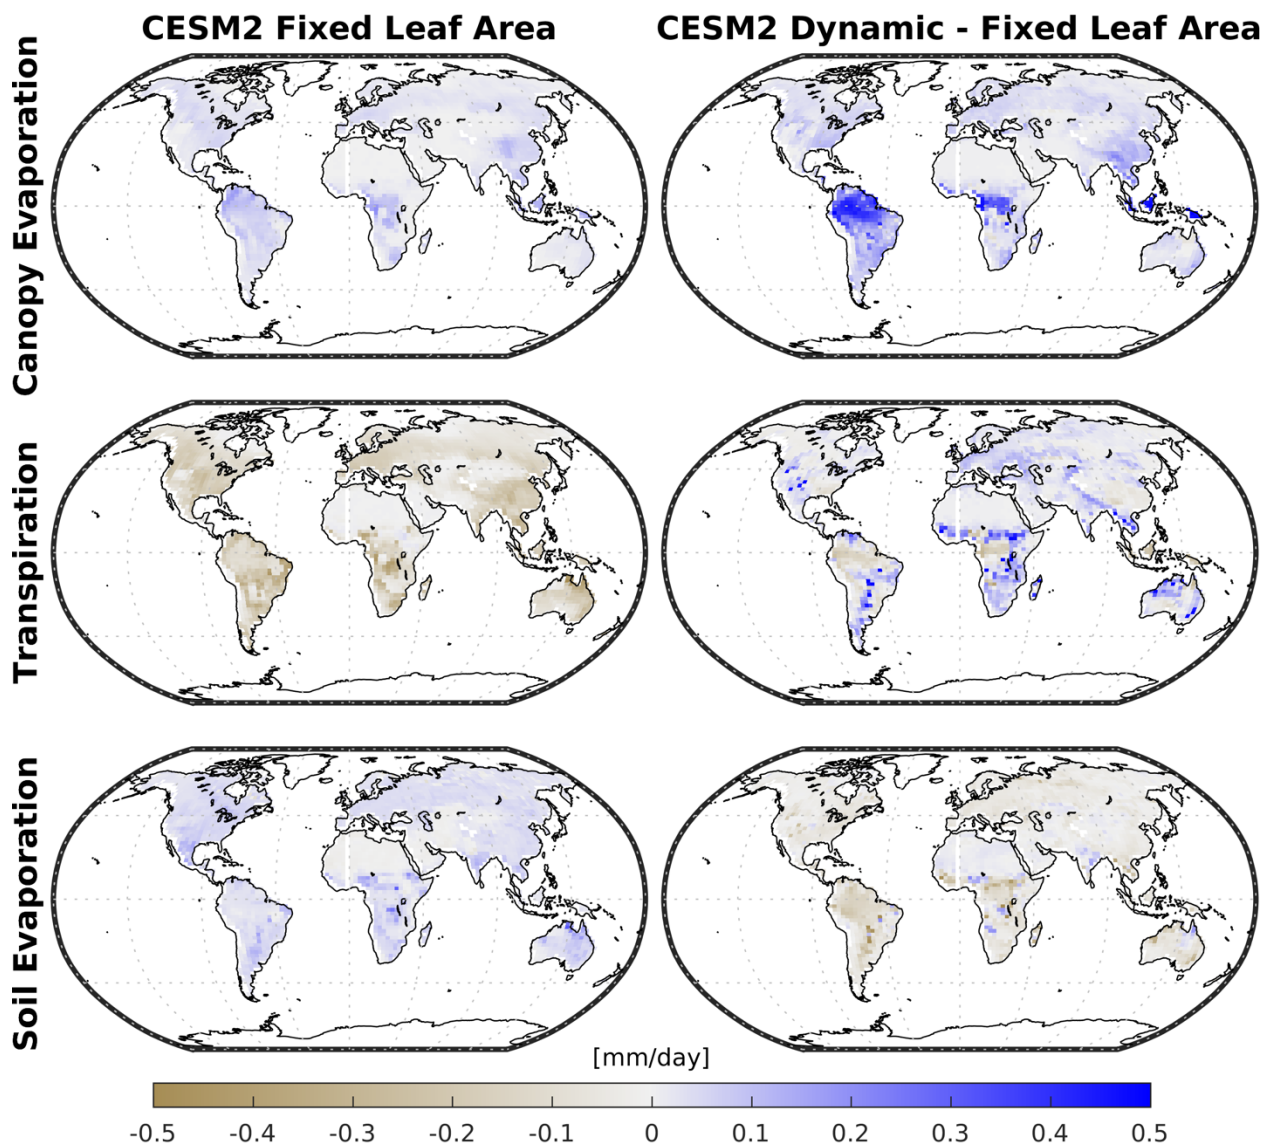 CESM2 Fixed Leaf Area
CESM2 Dynamic - Fixed Leaf Area
Canopy Evaporation
Transpiration
Soil Evaporation
[mm/day]
-0.5 -0.4 -0.3 -0.2 -0.1 0 0.1 0.2 0.3 0.4 0.5